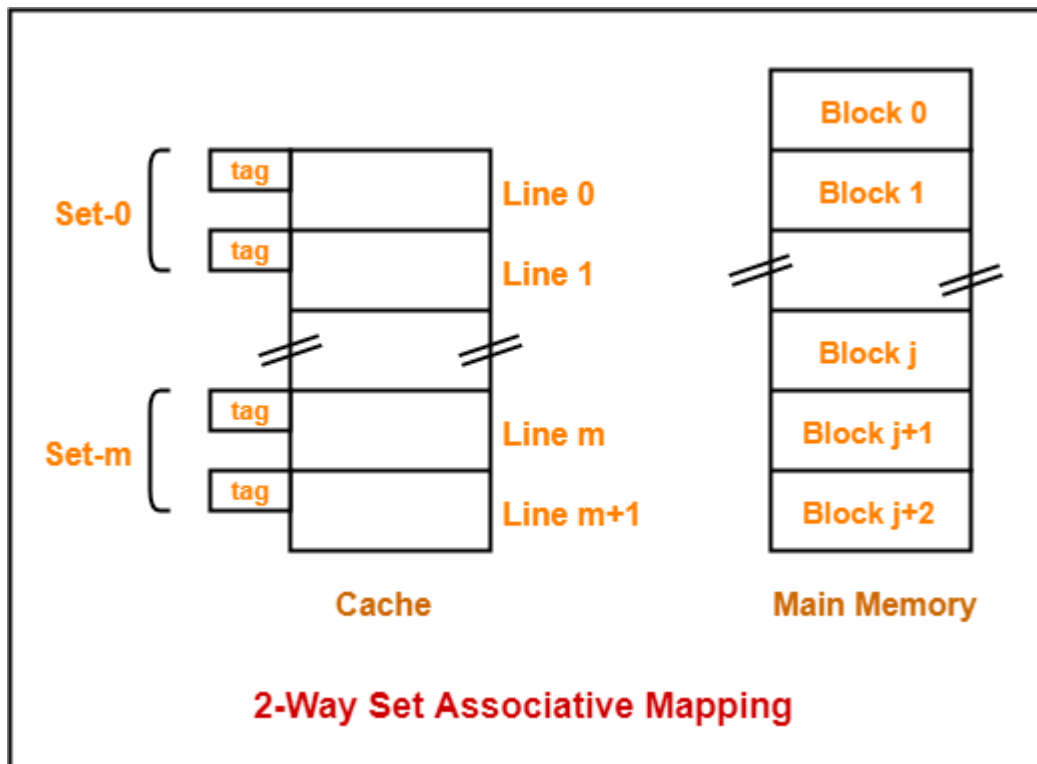 Set-0
tag
Line 0
tag
Line 1
Set-m
tag
Line m
tag
Line m+1
Cache
Block 0
Block 1
Block j
Block j+1
Block j+2
Main Memory
2-Way Set Associative Mapping